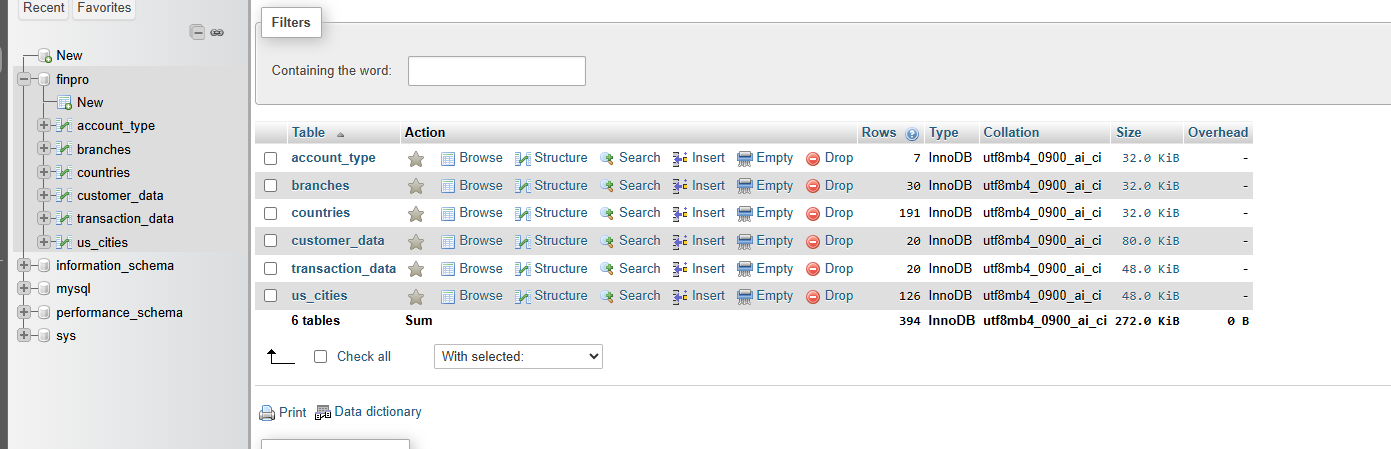 Recent Favorites
New
finpro
New
account_type
branches
countries
customer_data
transaction_data
us_cities
information_schema
mysql
performance_schema
sys
Filters
Containing the word:
Table Action Rows Type Collation Size Overhead
account_type Browse Structure Search Insert Empty Drop 7 InnoDB utf8mb4_0900_ai_ci 32.0 KiB -
branches Browse Structure Search Insert Empty Drop 30 InnoDB utf8mb4_0900_ai_ci 32.0 KiB -
countries Browse Structure Search Insert Empty Drop 191 InnoDB utf8mb4_0900_ai_ci 32.0 KiB -
customer_data Browse Structure Search Insert Empty Drop 20 InnoDB utf8mb4_0900_ai_ci 80.0 KiB -
transaction_data Browse Structure Search Insert Empty Drop 20 InnoDB utf8mb4_0900_ai_ci 48.0 KiB -
us_cities Browse Structure Search Insert Empty Drop 126 InnoDB utf8mb4_0900_ai_ci 48.0 KiB -
6 tables Sum 394 InnoDB utf8mb4_0900_ai_ci 272.0 KiB 0 B
Check all With selected:
Print Data dictionary